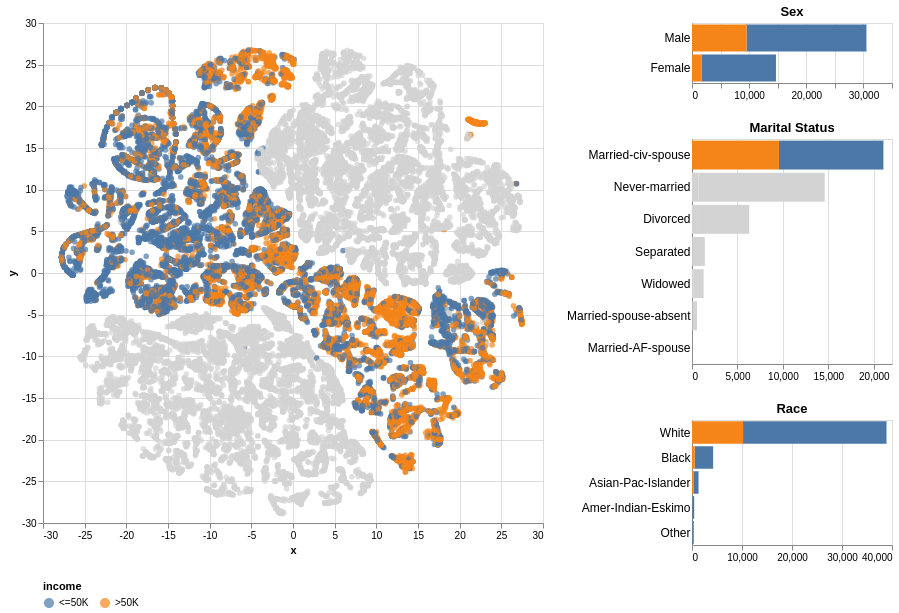 30
25
20
15
10
5
0
-5
-10
-15
-20
-25
-30
y
-30 -25 -20 -15 -10 -5 0 5 10 15 20 25 30
x
income
<=50K >50K
Sex
Male
Female
0 10,000 20,000 30,000
Marital Status
Married-civ-spouse
Never-married
Divorced
Separated
Widowed
Married-spouse-absent
Married-AF-spouse
0 5,000 10,000 15,000 20,000
Race
White
Black
Asian-Pac-Islander
Amer-Indian-Eskimo
Other
0 10,000 20,000 30,000 40,000